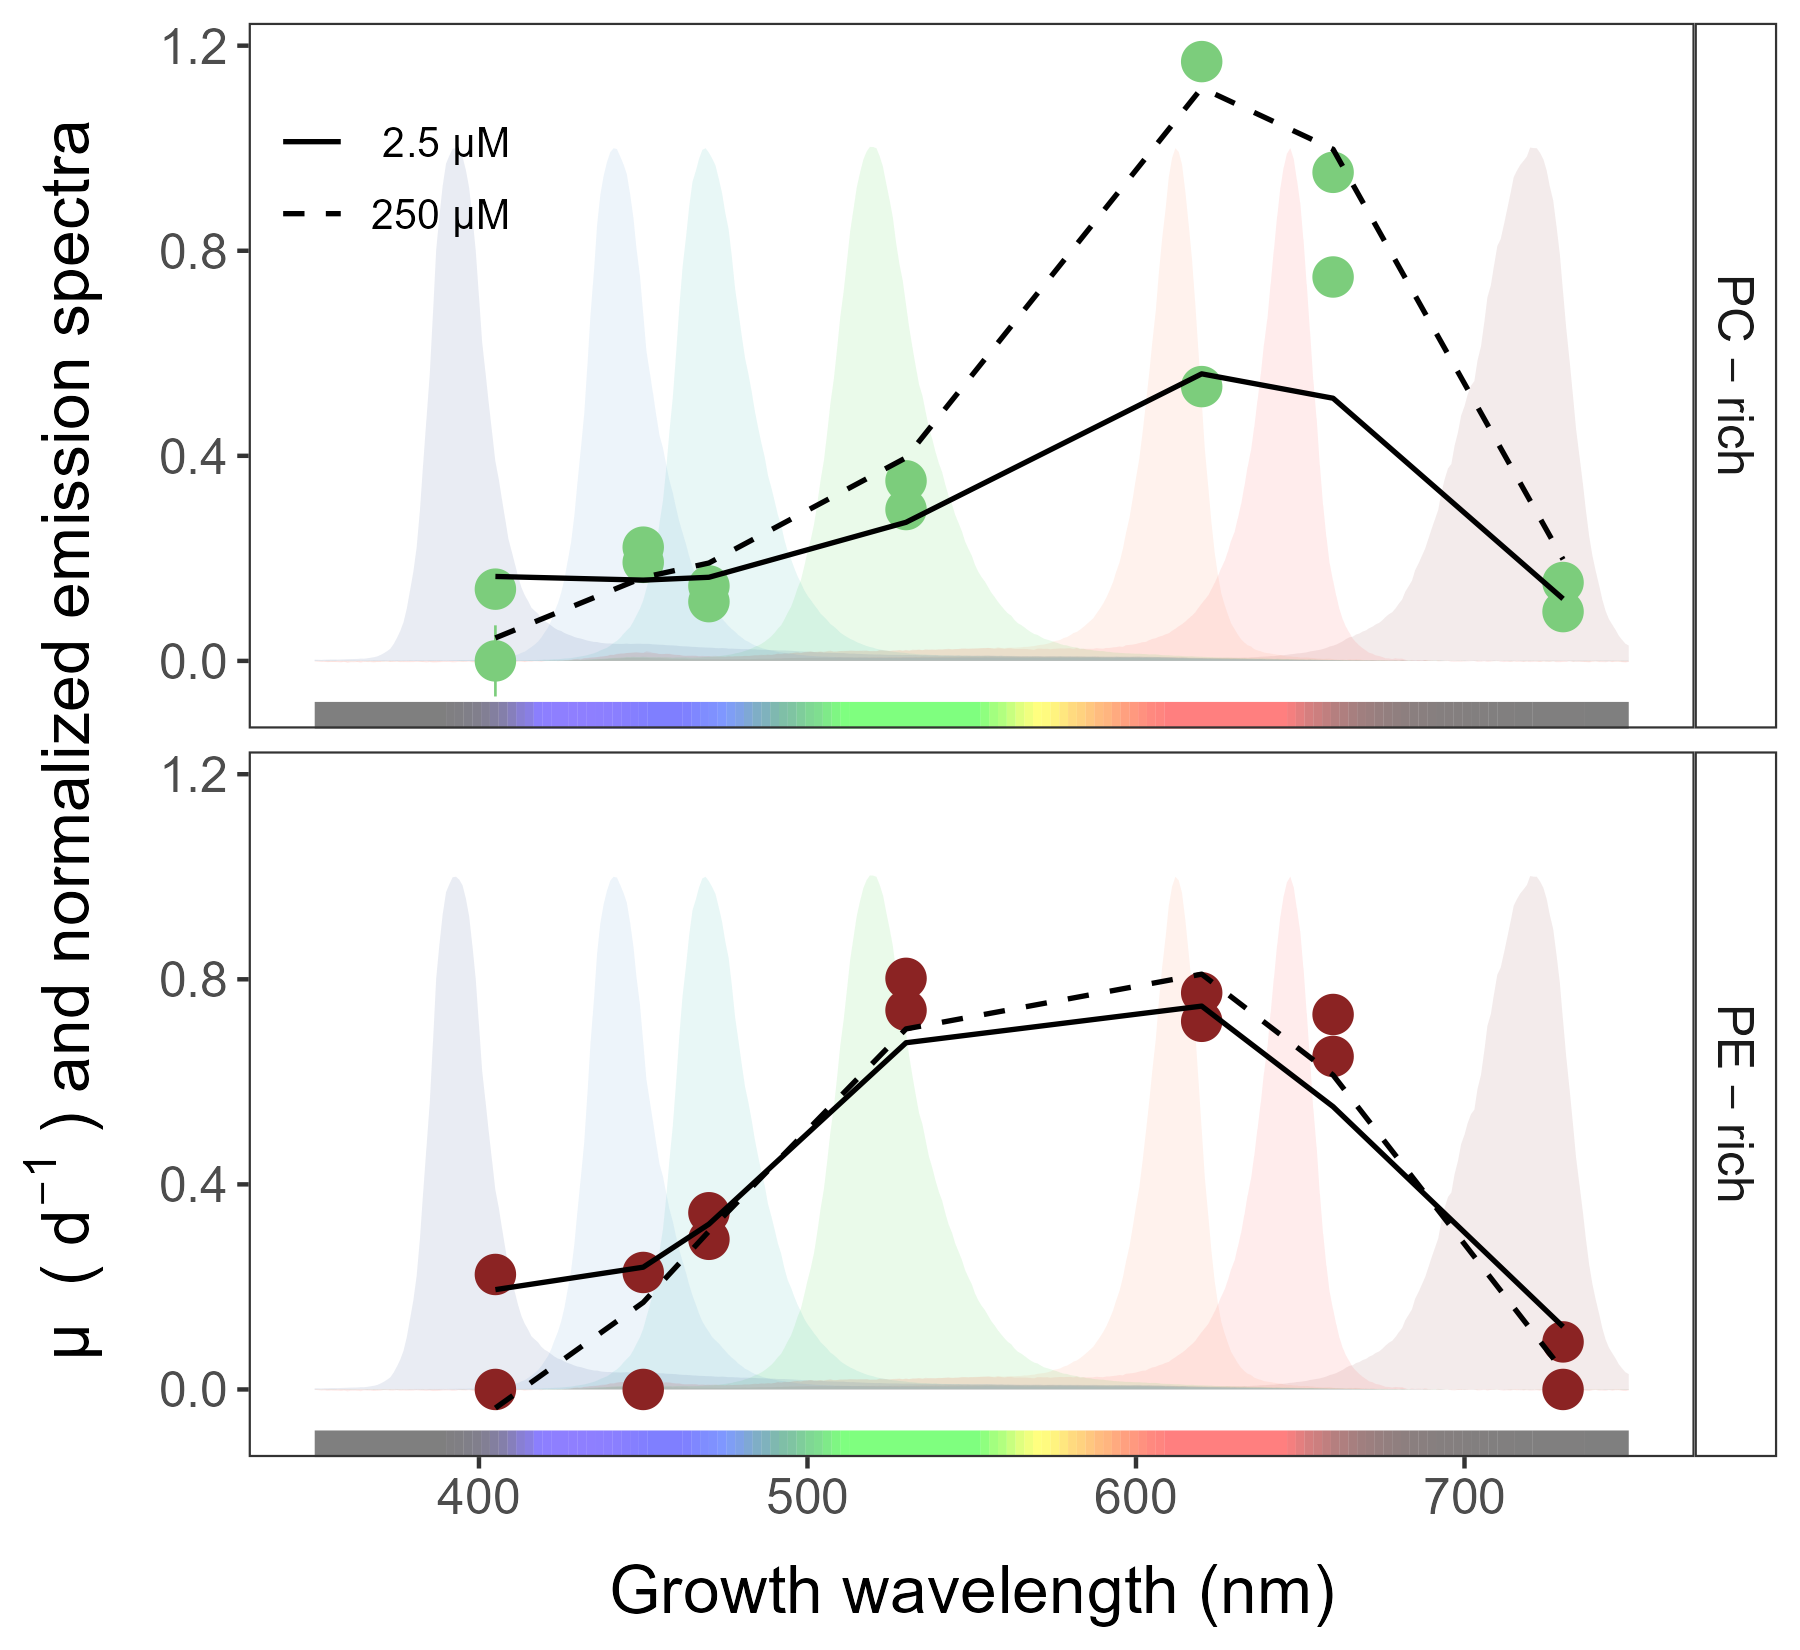 μ ( d⁻¹ ) and normalized emission spectra
1.2
0.8
0.4
0.0
2.5 μM
250 μM
PC – rich
1.2
0.8
0.4
0.0
PE – rich
400 500 600 700
Growth wavelength (nm)